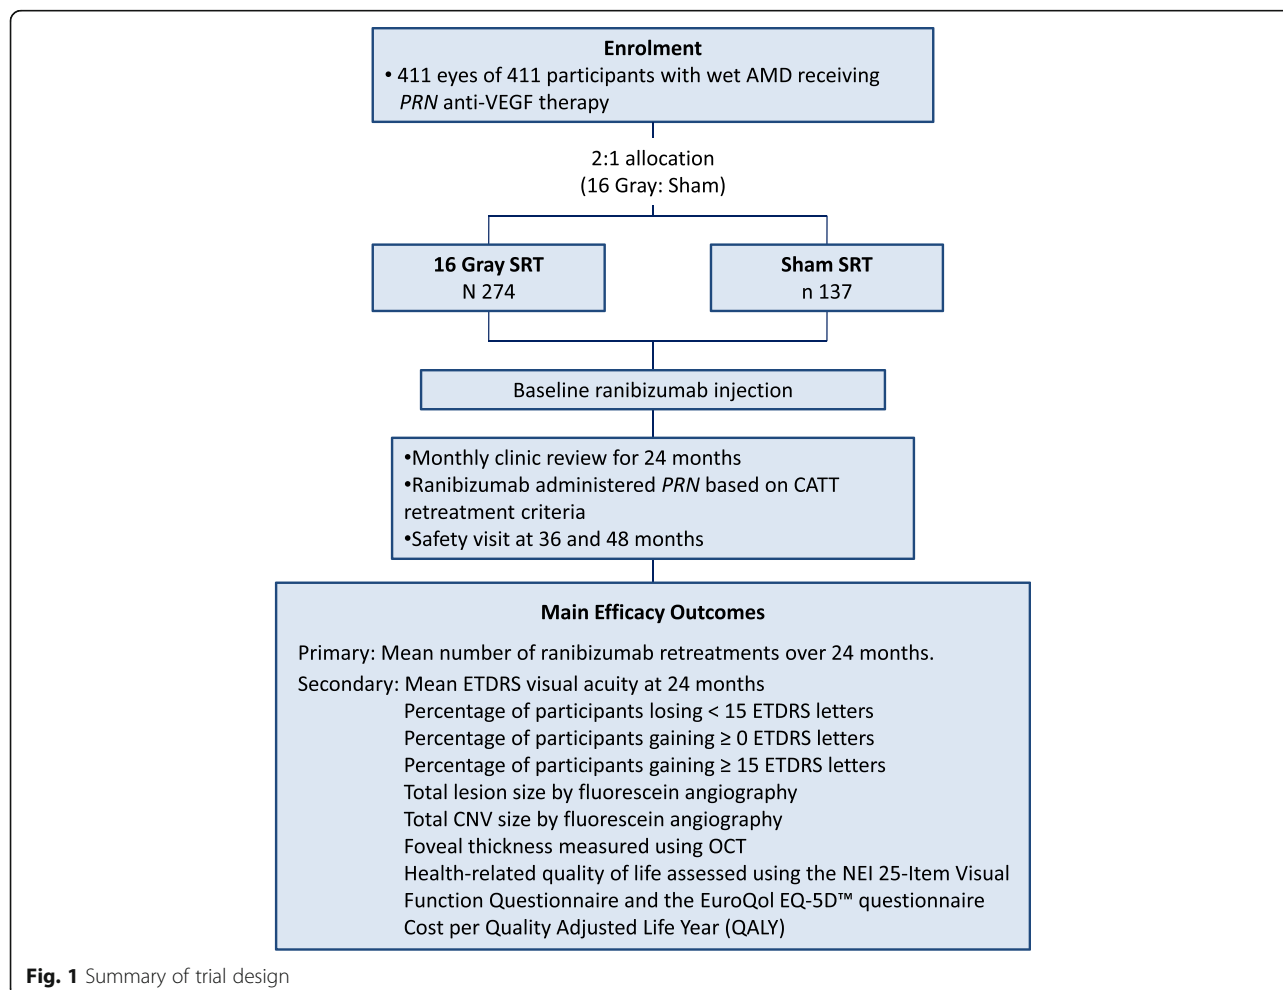 Enrolment
• 411 eyes of 411 participants with wet AMD receiving
PRN anti-VEGF therapy
2:1 allocation
(16 Gray: Sham)
16 Gray SRT
N 274
Sham SRT
n 137
Baseline ranibizumab injection
•Monthly clinic review for 24 months
•Ranibizumab administered PRN based on CATT
retreatment criteria
•Safety visit at 36 and 48 months
Main Efficacy Outcomes
Primary: Mean number of ranibizumab retreatments over 24 months.
Secondary: Mean ETDRS visual acuity at 24 months
Percentage of participants losing < 15 ETDRS letters
Percentage of participants gaining ≥ 0 ETDRS letters
Percentage of participants gaining ≥ 15 ETDRS letters
Total lesion size by fluorescein angiography
Total CNV size by fluorescein angiography
Foveal thickness measured using OCT
Health-related quality of life assessed using the NEI 25-Item Visual
Function Questionnaire and the EuroQol EQ-5D™ questionnaire
Cost per Quality Adjusted Life Year (QALY)
Fig. 1 Summary of trial design